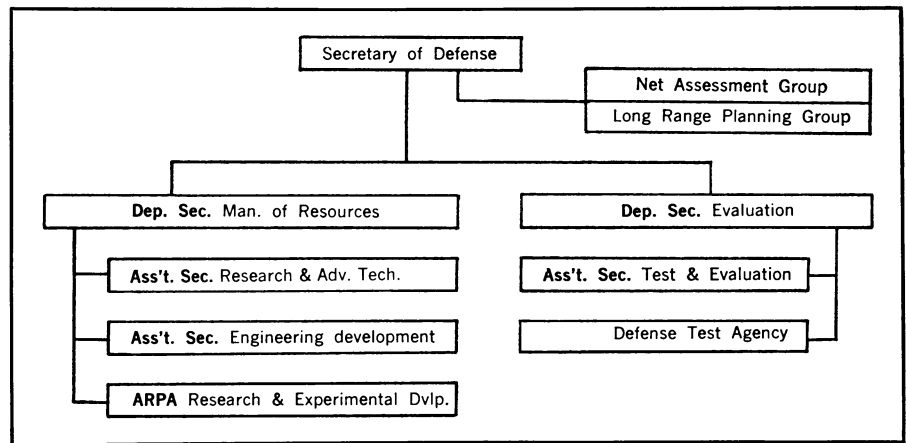 Secretary of Defense
Net Assessment Group
Long Range Planning Group
Dep. Sec. Man. of Resources
Ass't. Sec. Research & Adv. Tech.
Ass't. Sec. Engineering development
ARPA Research & Experimental Dvlp.
Dep. Sec. Evaluation
Ass't. Sec. Test & Evaluation
Defense Test Agency